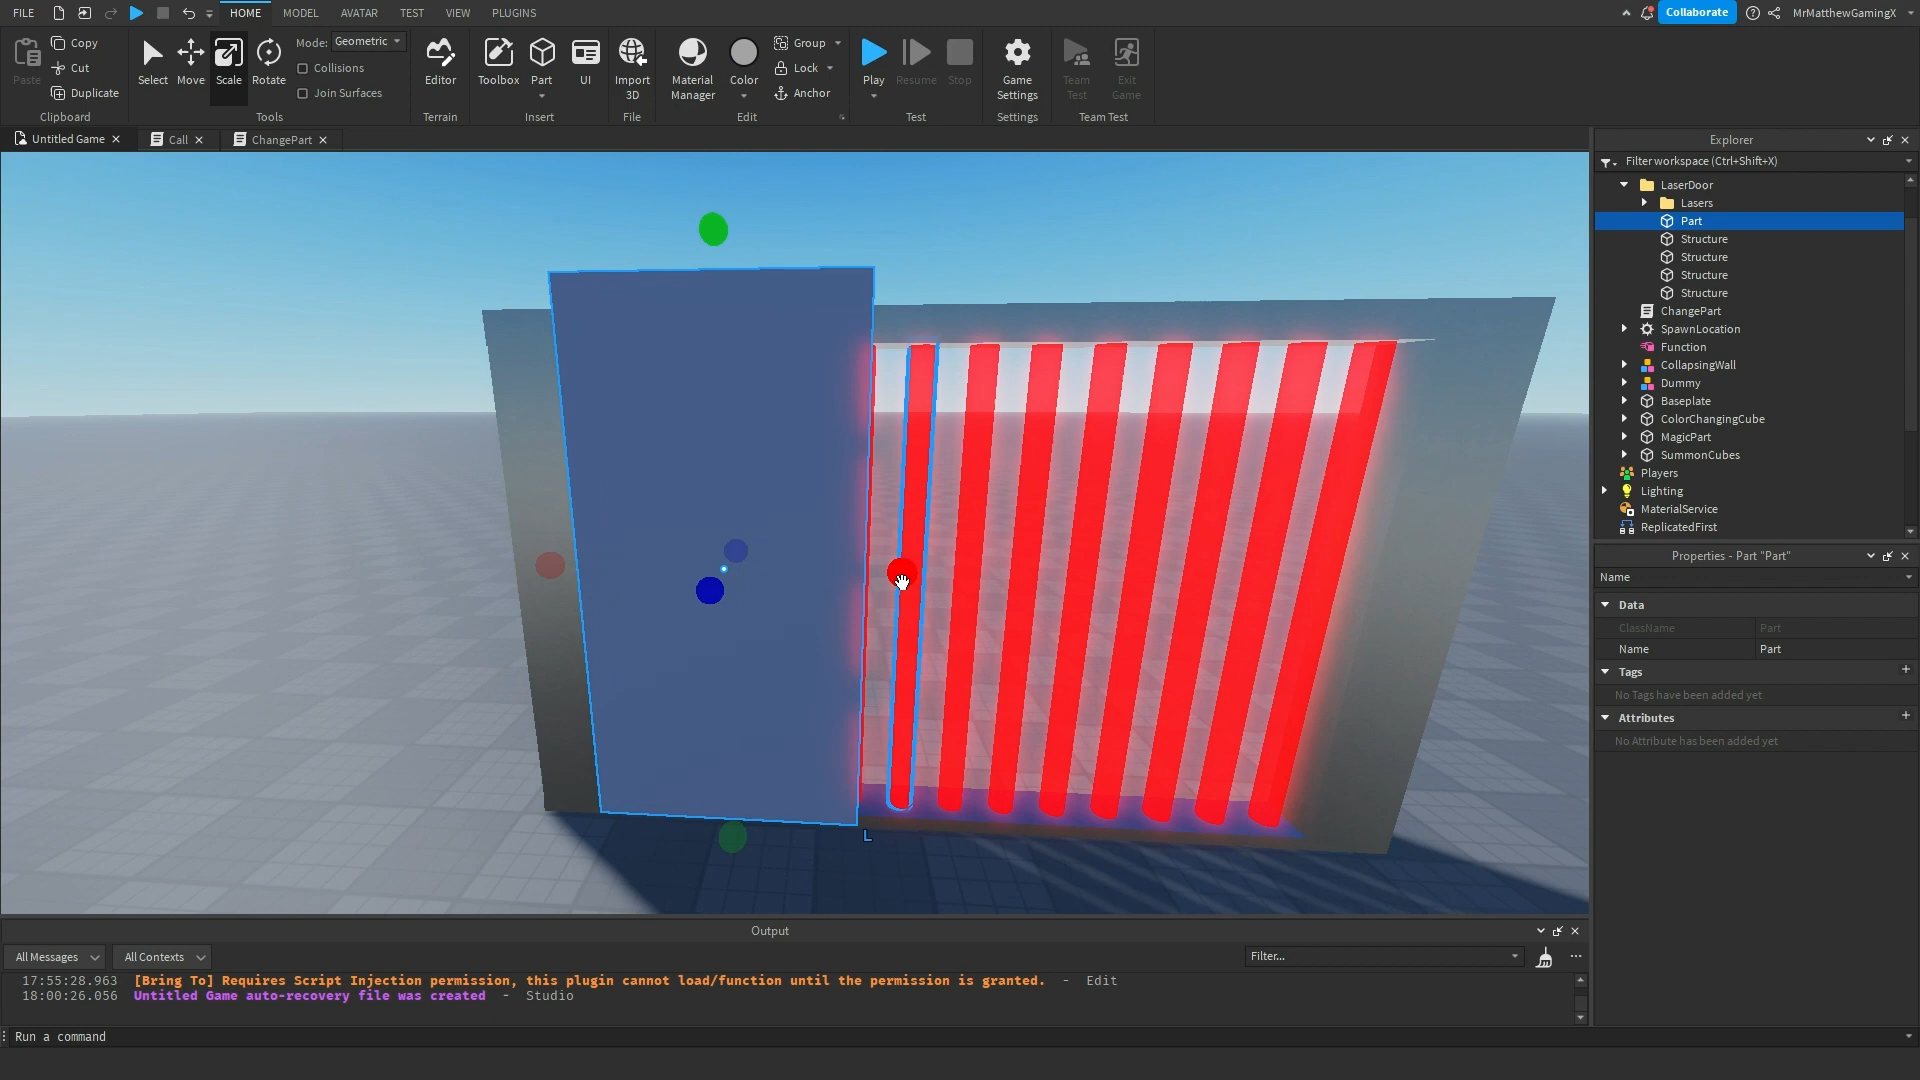 FILE
HOME
MODEL
AVATAR
TEST
VIEW
PLUGINS
Collaborate
MrMatthewGamingX
Paste
Copy
Cut
Duplicate
Clipboard
Select
Move
Scale
Rotate
Mode: Geometric
Collisions
Join Surfaces
Tools
Editor
Terrain
Toolbox
Part
UI
Insert
Import
3D
File
Material
Manager
Color
Group
Lock
Anchor
Edit
Play
Resume
Stop
Test
Game
Settings
Settings
Team
Test
Exit
Game
Team Test
Untitled Game
Call
ChangePart
L
Explorer
Filter workspace (Ctrl+Shift+X)
LaserDoor
Lasers
Part
Structure
Structure
Structure
Structure
ChangePart
SpawnLocation
Function
CollapsingWall
Dummy
Baseplate
ColorChangingCube
MagicPart
SummonCubes
Players
Lighting
MaterialService
ReplicatedFirst
Properties - Part "Part"
Name
Data
ClassName Part
Name Part
Tags
No Tags have been added yet
Attributes
No Attribute has been added yet
Output
All Messages
All Contexts
Filter...
17:55:28.963 [Bring To] Requires Script Injection permission, this plugin cannot load/function until the permission is granted. - Edit
18:00:26.056 Untitled Game auto-recovery file was created - Studio
Run a command